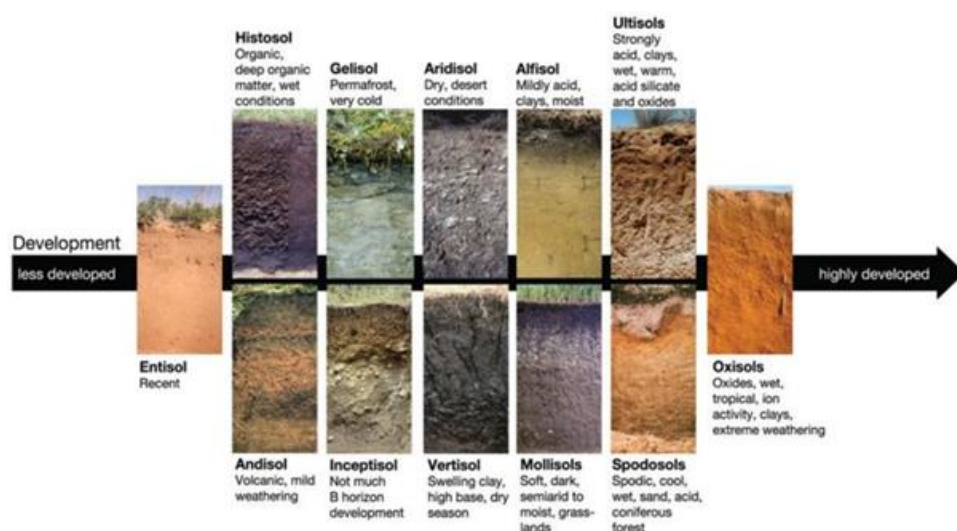 Histosol
Organic,
deep organic
matter, wet
conditions
Gelisol
Permafrost,
very cold
Aridisol
Dry, desert
conditions
Alfisol
Mildly acid,
clays, moist
Ultisols
Strongly
acid, clays,
wet, warm,
acid silicate
and oxides
Development
less developed
highly developed
Entisol
Recent
Andisol
Volcanic, mild
weathering
Inceptisol
Not much
B horizon
development
Vertisol
Swelling clay,
high base, dry
season
Mollisols
Soft, dark,
semiarid to
moist, grass-
lands
Spodosols
Spodic, cool,
wet, sand, acid,
coniferous
forest
Oxisols
Oxides, wet,
tropical, ion
activity, clays,
extreme weathering